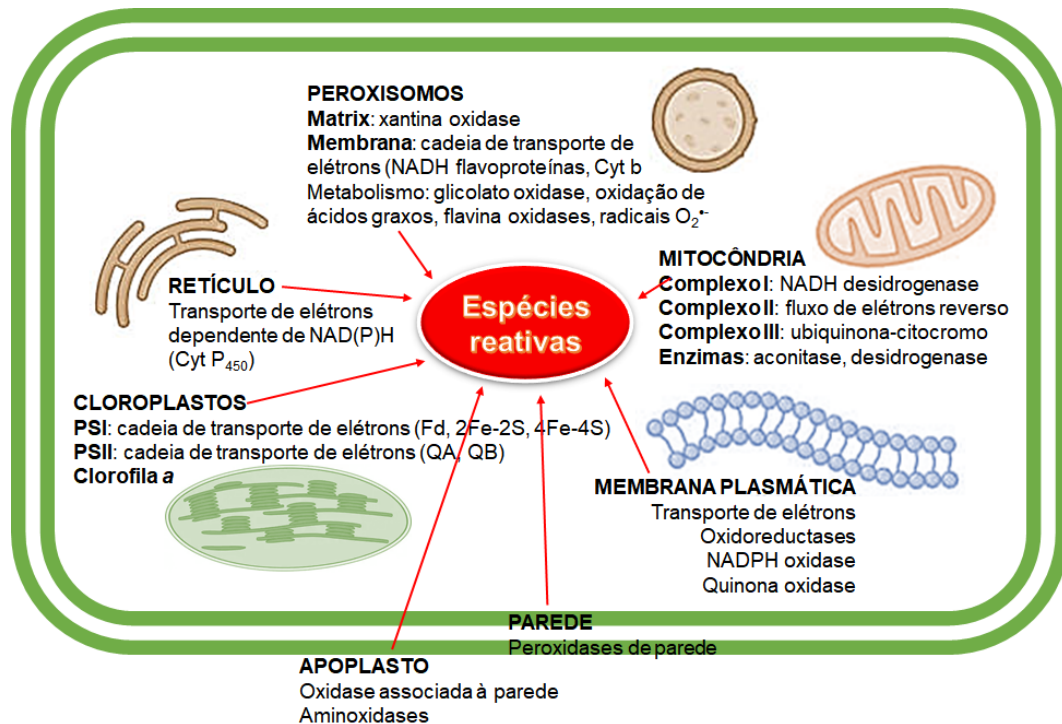 PEROXISOMOS
Matrix: xantina oxidase
Membrana: cadeia de transporte de
elétrons (NADH flavoproteínas, Cyt b
Metabolismo: glicolato oxidase, oxidação de
ácidos graxos, flavina oxidases, radicais O₂•-
MITOCÔNDRIA
Complexo I: NADH desidrogenase
Complexo II: fluxo de elétrons reverso
Complexo III: ubiquinona-citocromo
Enzimas: aconitase, desidrogenase
RETÍCULO
Transporte de elétrons
dependente de NAD(P)H
(Cyt P₄₅₀)
Espécies
reativas
CLOROPLASTOS
PSI: cadeia de transporte de elétrons (Fd, 2Fe-2S, 4Fe-4S)
PSII: cadeia de transporte de elétrons (QA, QB)
Clorofila a
MEMBRANA PLASMÁTICA
Transporte de elétrons
Oxidoreductases
NADPH oxidase
Quinona oxidase
PAREDE
Peroxidases de parede
APOPLASTO
Oxidase associada à parede
Aminoxidases